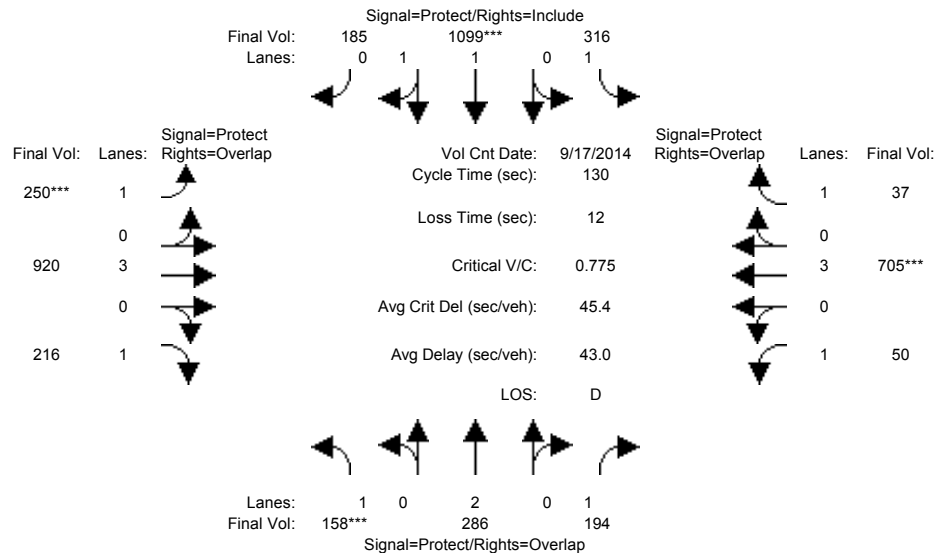 Signal=Protect/Rights=Include
Final Vol: 185 1099*** 316
Lanes: 0 1 1 0 1
Signal=Protect Signal=Protect
Final Vol: Lanes: Rights=Overlap Vol Cnt Date: 9/17/2014 Rights=Overlap Lanes: Final Vol:
Cycle Time (sec): 130
250*** 1 1 37
Loss Time (sec): 12
0 0
920 3 Critical V/C: 0.775 3 705***
0 Avg Crit Del (sec/veh): 45.4 0
216 1 Avg Delay (sec/veh): 43.0 1 50
LOS: D
Lanes: 1 0 2 0 1
Final Vol: 158*** 286 194
Signal=Protect/Rights=Overlap